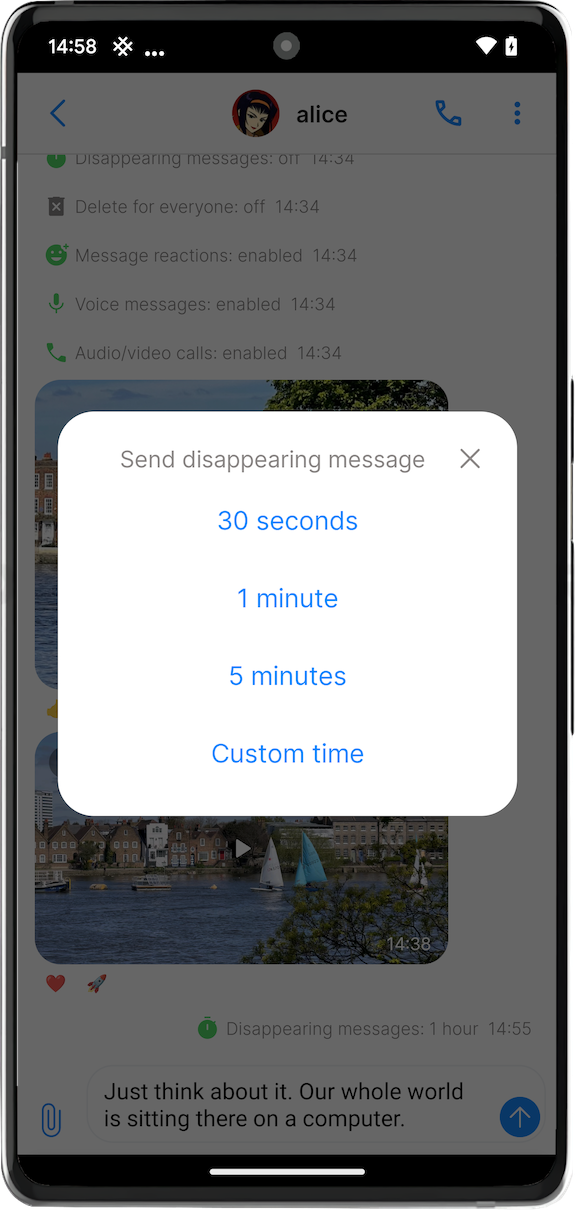 14:58
alice
Disappearing messages: off 14:34
Delete for everyone: off 14:34
Message reactions: enabled 14:34
Voice messages: enabled 14:34
Audio/video calls: enabled 14:34
Send disappearing message
30 seconds
1 minute
5 minutes
Custom time
14:38
Disappearing messages: 1 hour 14:55
Just think about it. Our whole world
is sitting there on a computer.